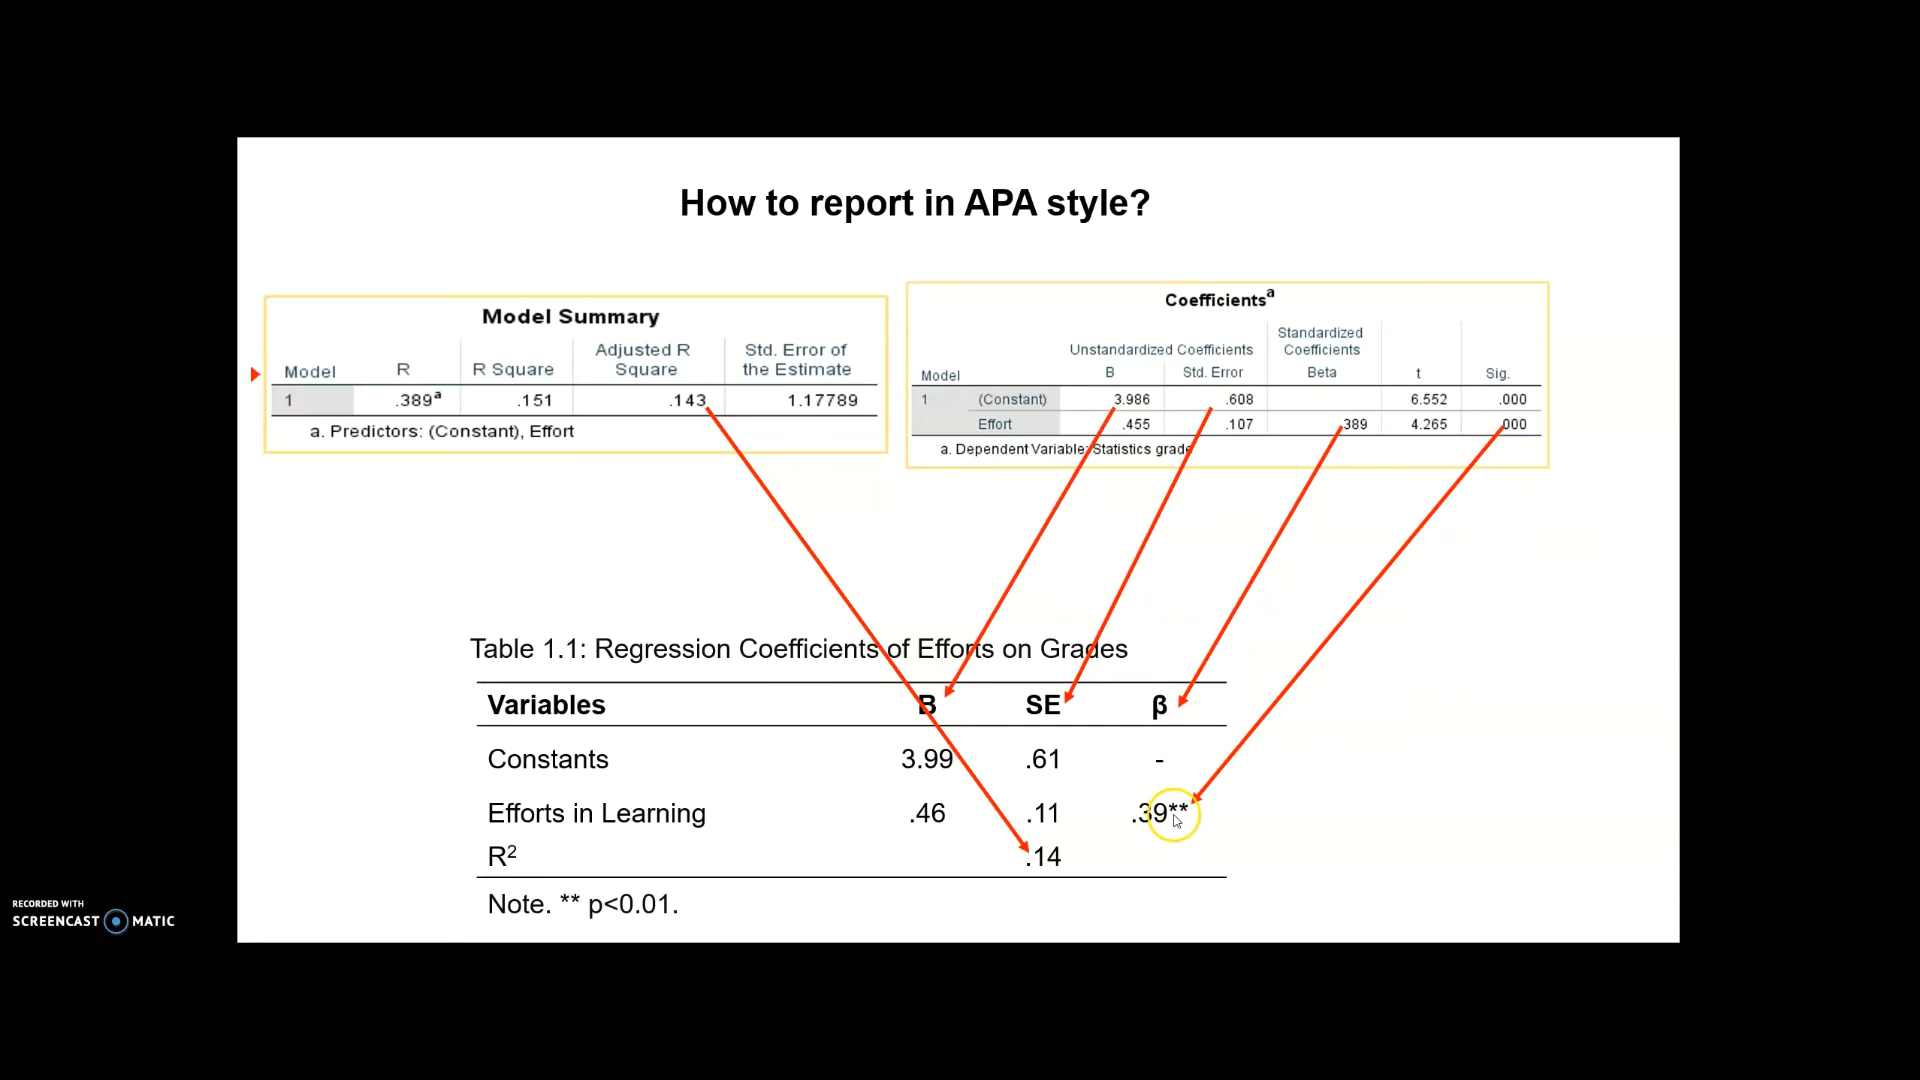 How to report in APA style?
Model Summary
Model R R Square Adjusted R Square Std. Error of the Estimate
1 .389a .151 .143 1.17789
a. Predictors: (Constant), Effort
Coefficientsa
Unstandardized Coefficients Standardized Coefficients
Model B Std. Error Beta t Sig.
1 (Constant) 3.986 .608 6.552 .000
Effort .455 .107 .389 4.265 .000
a. Dependent Variable: Statistics grade
Table 1.1: Regression Coefficients of Efforts on Grades
Variables B SE β
Constants 3.99 .61 -
Efforts in Learning .46 .11 .39**
R² .14
Note. ** p<0.01.
RECORDED WITH
SCREENCAST MATIC